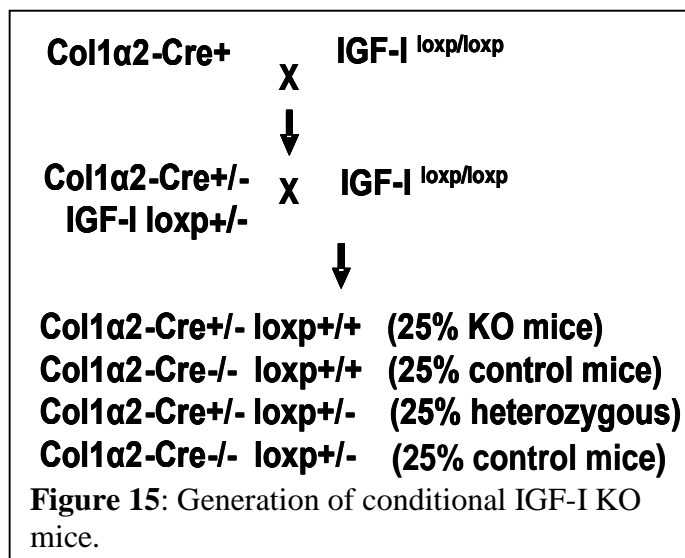 Col1α2-Cre+ X IGF-I loxp/loxp
Col1α2-Cre+/- X IGF-I loxp/loxp
IGF-I loxp+/-
Col1α2-Cre+/- loxp+/+ (25% KO mice)
Col1α2-Cre-/- loxp+/+ (25% control mice)
Col1α2-Cre+/- loxp+/- (25% heterozygous)
Col1α2-Cre-/- loxp+/- (25% control mice)
Figure 15: Generation of conditional IGF-I KO
mice.